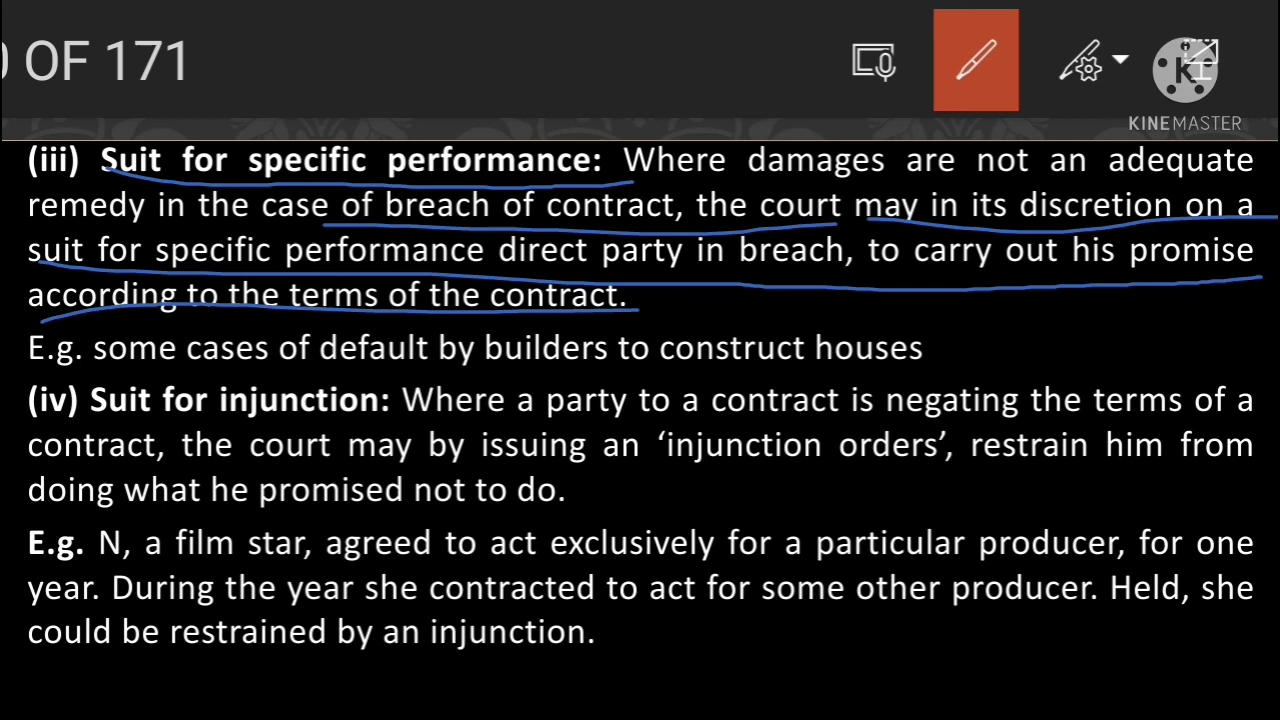 OF 171
KINEMASTER
(iii) Suit for specific performance: Where damages are not an adequate
remedy in the case of breach of contract, the court may in its discretion on a
suit for specific performance direct party in breach, to carry out his promise
according to the terms of the contract.
E.g. some cases of default by builders to construct houses
(iv) Suit for injunction: Where a party to a contract is negating the terms of a
contract, the court may by issuing an ‘injunction orders’, restrain him from
doing what he promised not to do.
E.g. N, a film star, agreed to act exclusively for a particular producer, for one
year. During the year she contracted to act for some other producer. Held, she
could be restrained by an injunction.